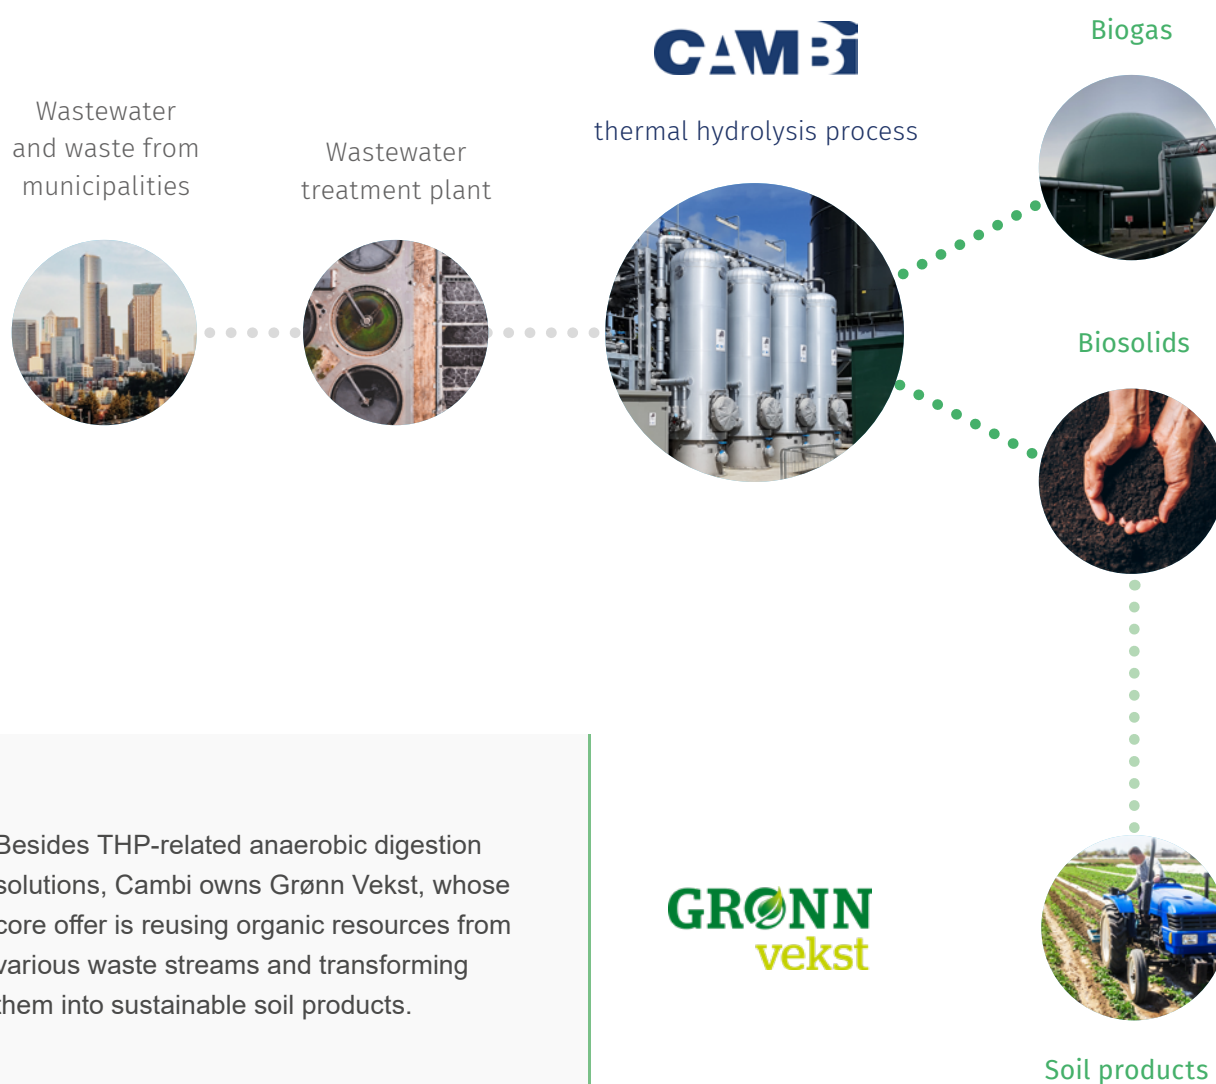 CAMBi
Biogas
Wastewater
and waste from
municipalities
Wastewater
treatment plant
thermal hydrolysis process
Biosolids
Besides THP-related anaerobic digestion
solutions, Cambi owns Grønn Vekst, whose
core offer is reusing organic resources from
various waste streams and transforming
them into sustainable soil products.
GRØNN
vekst
Soil products